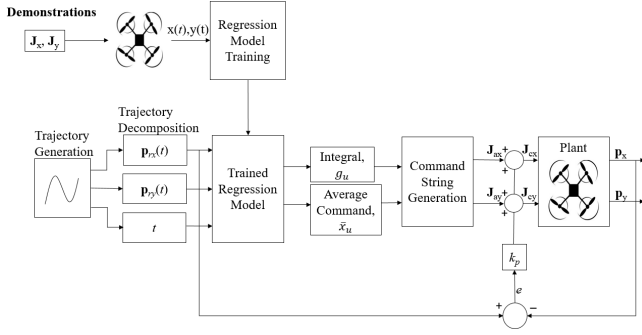 Demonstrations
J_x, J_y
x(t),y(t)
Regression
Model
Training
Trajectory
Generation
Trajectory
Decomposition
p_rx(t)
p_ry(t)
t
Trained
Regression
Model
Integral,
g_u
Average
Command,
x̄_u
Command
String
Generation
J_ax + J_cx
+
J_ay + J_cy
+
Plant
p_x
p_y
k_p
e
+ −